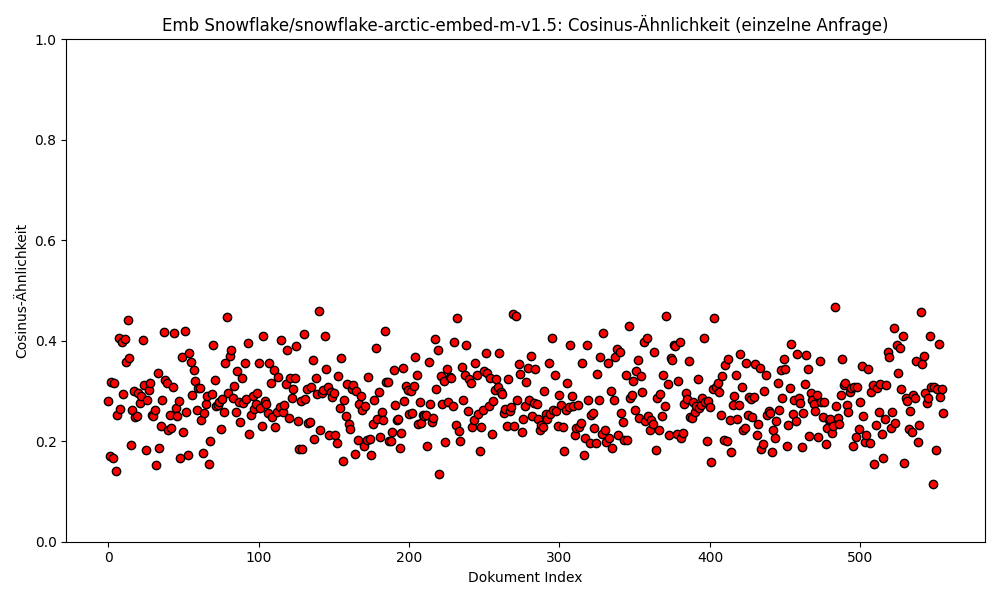 Emb Snowflake/snowflake-arctic-embed-m-v1.5: Cosinus-Ähnlichkeit (einzelne Anfrage)
1.0
0.8
0.6
0.4
0.2
0.0
Cosinus-Ähnlichkeit
0 100 200 300 400 500
Dokument Index